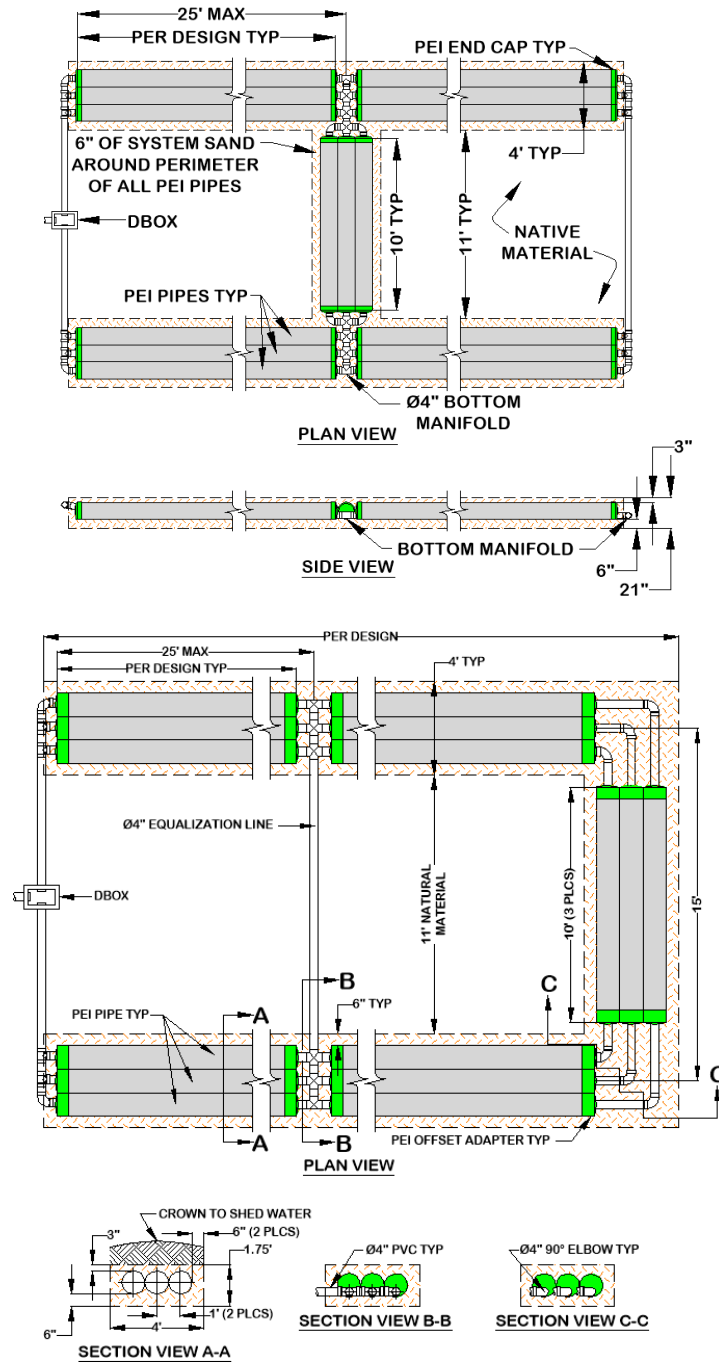 25' MAX
PER DESIGN TYP
PEI END CAP TYP
6" OF SYSTEM SAND
AROUND PERIMETER
OF ALL PEI PIPES
4' TYP
10' TYP
11' TYP
DBOX
NATIVE
MATERIAL
PEI PIPES TYP
Ø4" BOTTOM
MANIFOLD
PLAN VIEW
3"
BOTTOM MANIFOLD
SIDE VIEW
6"
21"
PER DESIGN
25' MAX
PER DESIGN TYP
4' TYP
Ø4" EQUALIZATION LINE
11' NATURAL
MATERIAL
10' (3 PLCS)
15'
DBOX
B
C
PEI PIPE TYP
A
6" TYP
C
A
B
PEI OFFSET ADAPTER TYP
PLAN VIEW
CROWN TO SHED WATER
3"
6" (2 PLCS)
1.75'
Ø4" PVC TYP
Ø4" 90° ELBOW TYP
6"
1' (2 PLCS)
4'
SECTION VIEW B-B
SECTION VIEW C-C
SECTION VIEW A-A